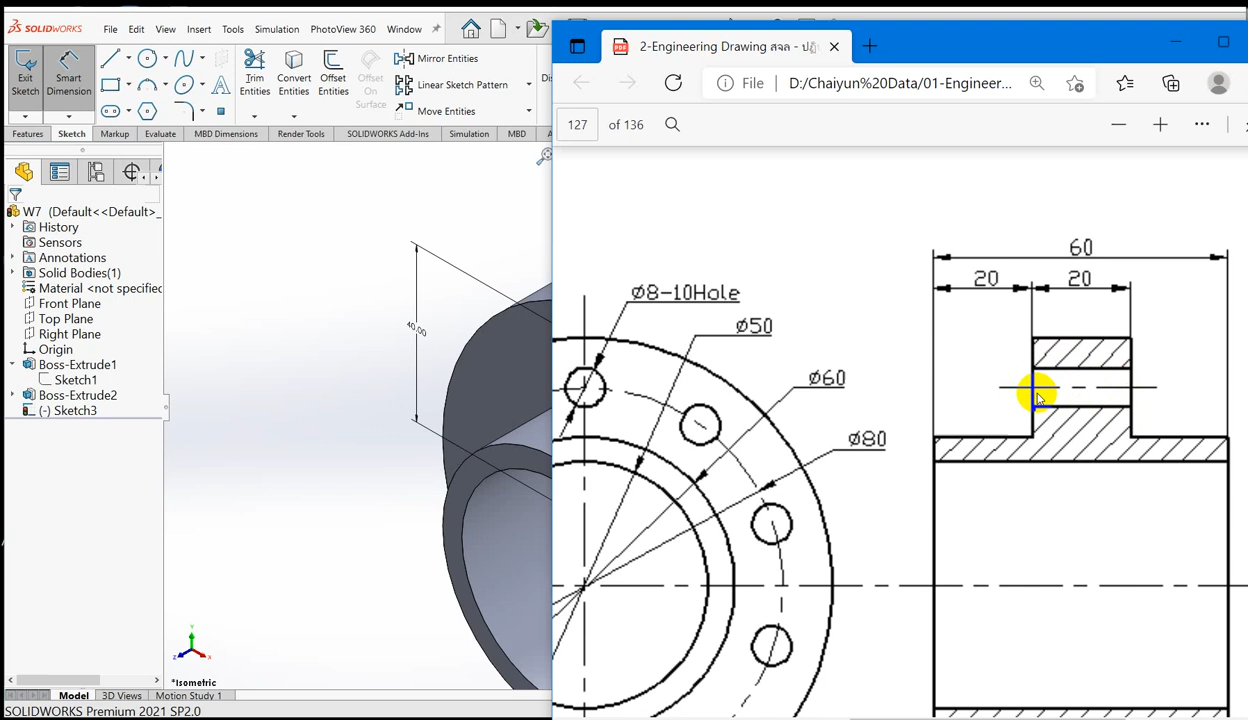 SOLIDWORKS
File Edit View Insert Tools Simulation PhotoView 360 Window
Exit Sketch
Smart Dimension
Trim Entities
Convert Entities
Offset Entities
Offset On Surface
Mirror Entities
Linear Sketch Pattern
Move Entities
Features Sketch Markup Evaluate MBD Dimensions Render Tools SOLIDWORKS Add-Ins Simulation MBD
W7 (Default<<Default>_
History
Sensors
Annotations
Solid Bodies(1)
Material <not specified
Front Plane
Top Plane
Right Plane
Origin
Boss-Extrude1
Sketch1
Boss-Extrude2
(-) Sketch3
40.00
*Isometric
Model 3D Views Motion Study 1
SOLIDWORKS Premium 2021 SP2.0
2-Engineering Drawing สจล - ปฏิ
File D:/Chaiyun%20Data/01-Engineer...
127 of 136
60
20 20
Ø8-10Hole
Ø50
Ø60
Ø80